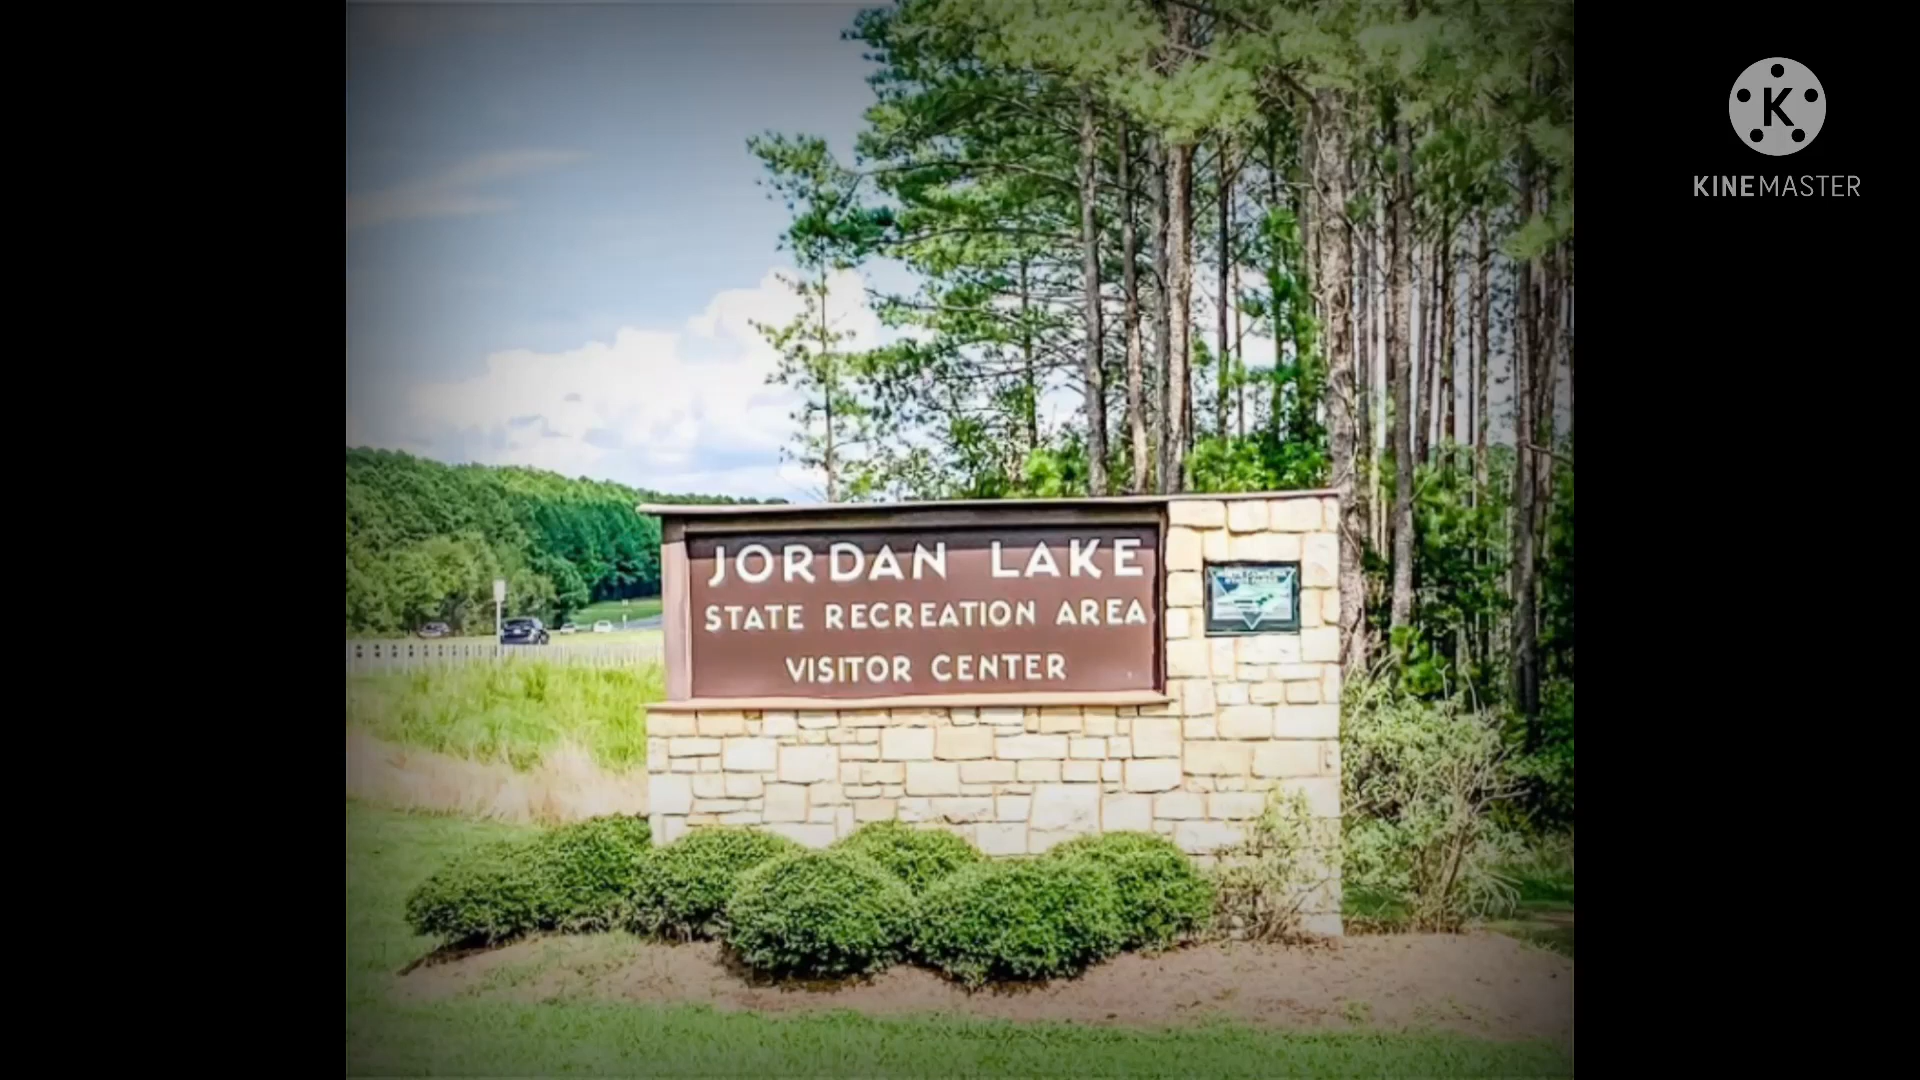 K
KINEMASTER
JORDAN LAKE
STATE RECREATION AREA
VISITOR CENTER